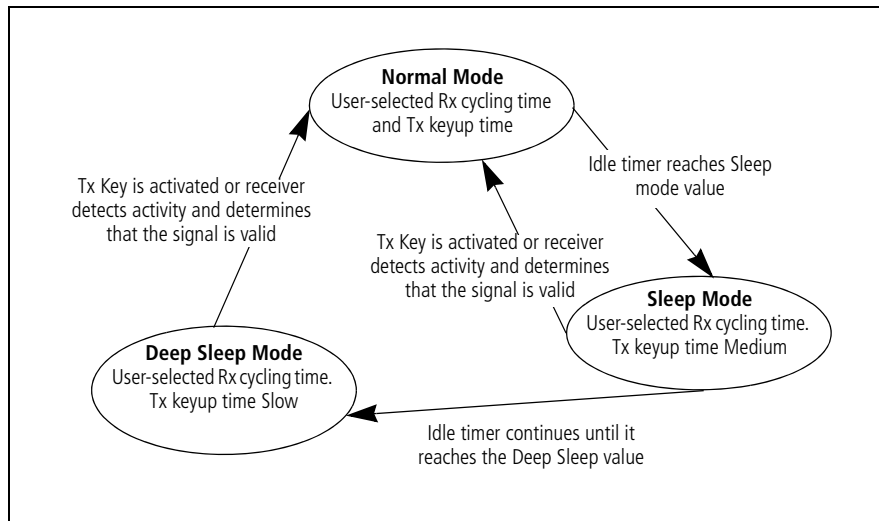 Normal Mode
User-selected Rx cycling time
and Tx keyup time
Idle timer reaches Sleep
mode value
Tx Key is activated or receiver
detects activity and determines
that the signal is valid
Tx Key is activated or receiver
detects activity and determines
that the signal is valid
Sleep Mode
User-selected Rx cycling time.
Tx keyup time Medium
Deep Sleep Mode
User-selected Rx cycling time.
Tx keyup time Slow
Idle timer continues until it
reaches the Deep Sleep value